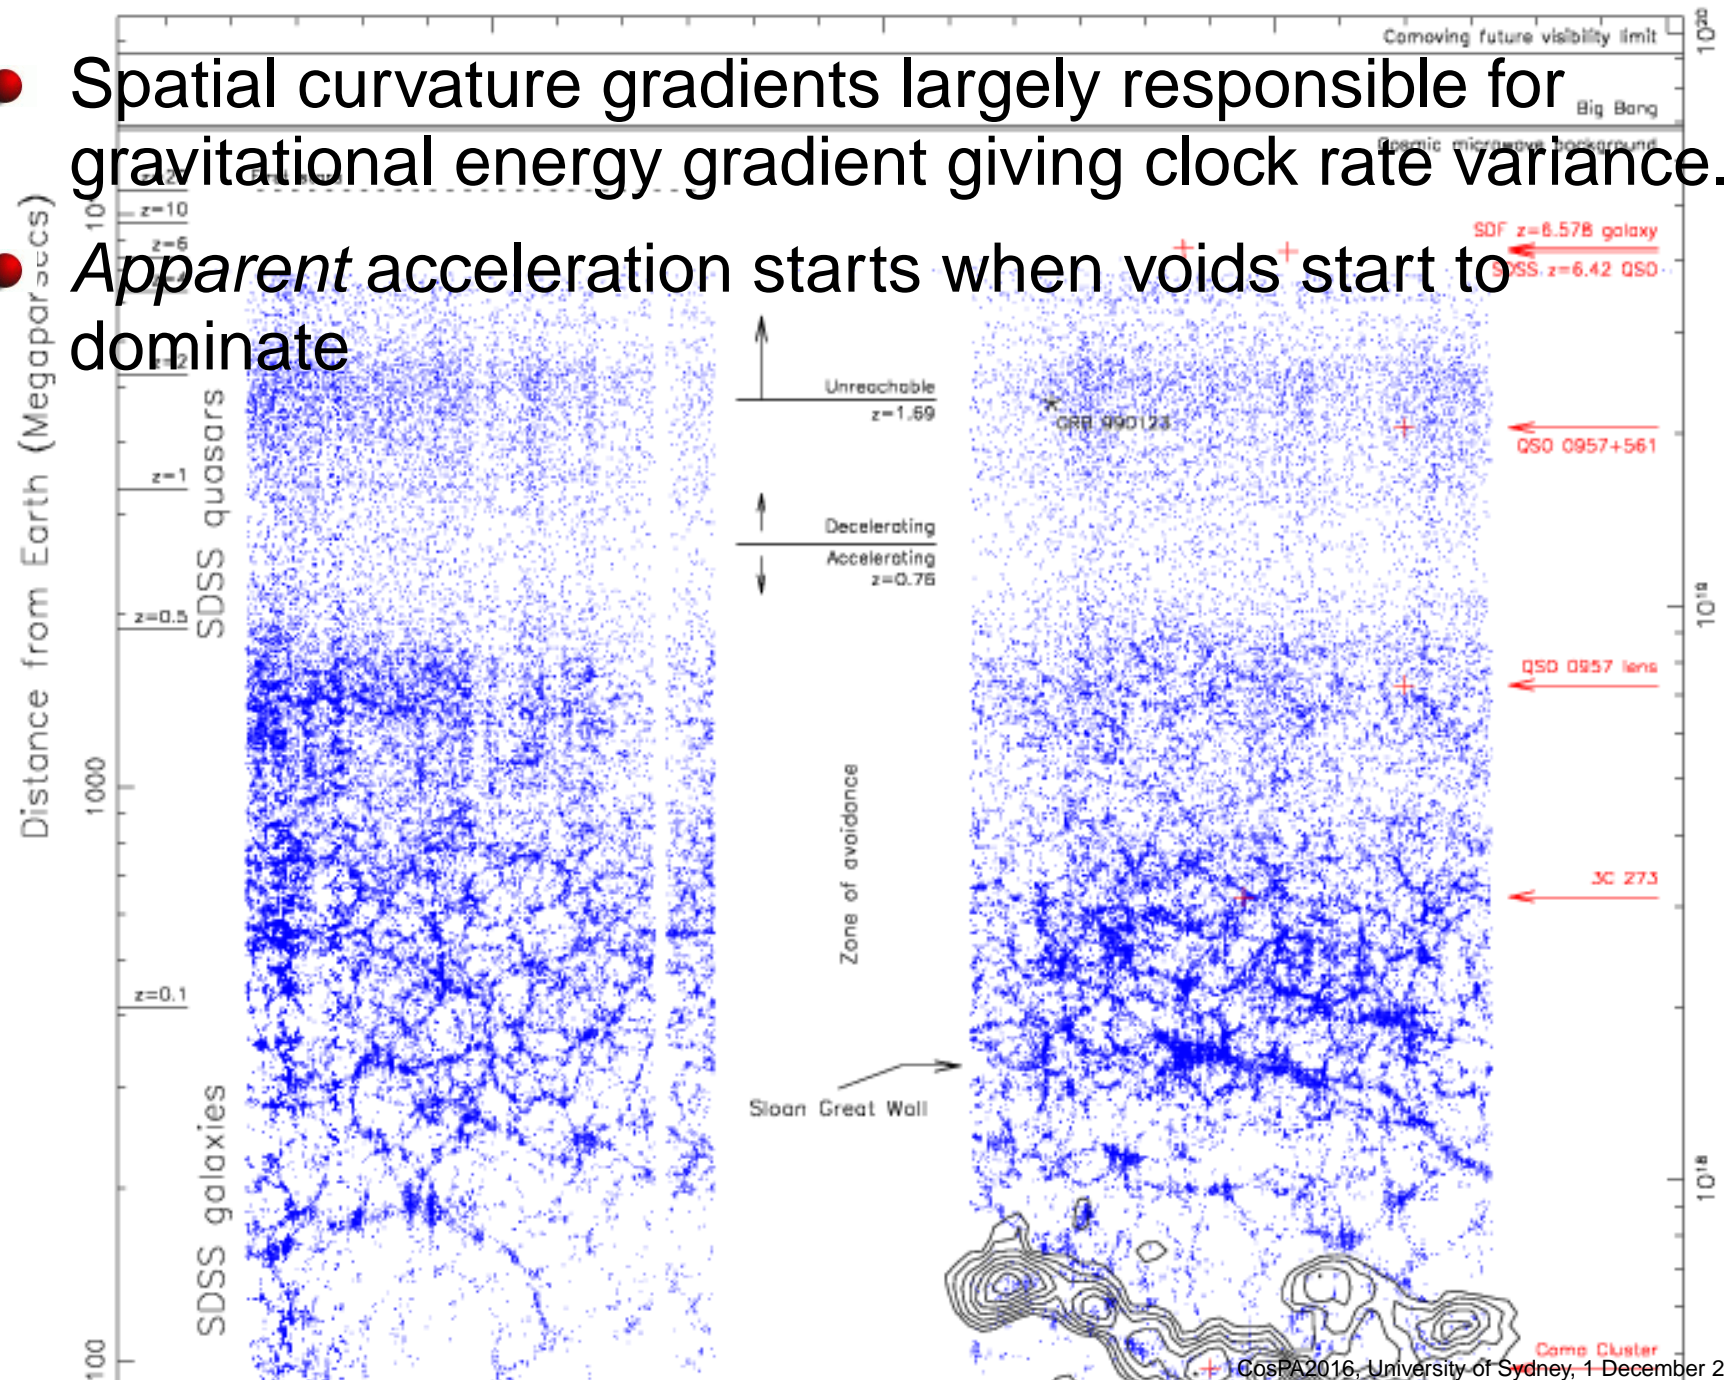 Comoving future visibility limit
Spatial curvature gradients largely responsible for
Big Bang
Cosmic microwave background
gravitational energy gradient giving clock rate variance.
z=10
z=6
SDF z=6.578 galaxy
Apparent acceleration starts when voids start to
SDSS z=6.42 QSO
dominate
z=2
Unreachable
z=1.69
GRB 990123
QSO 0957+561
z=1
Decelerating
Accelerating
z=0.76
z=0.5
SDSS quasars
Distance from Earth (Megaparsecs)
10¹⁹
10²⁰
QSO 0957 lens
1000
Zone of avoidance
3C 273
z=0.1
Sloan Great Wall
SDSS galaxies
10¹⁸
100
Coma Cluster
CosPA2016, University of Sydney, 1 December 2